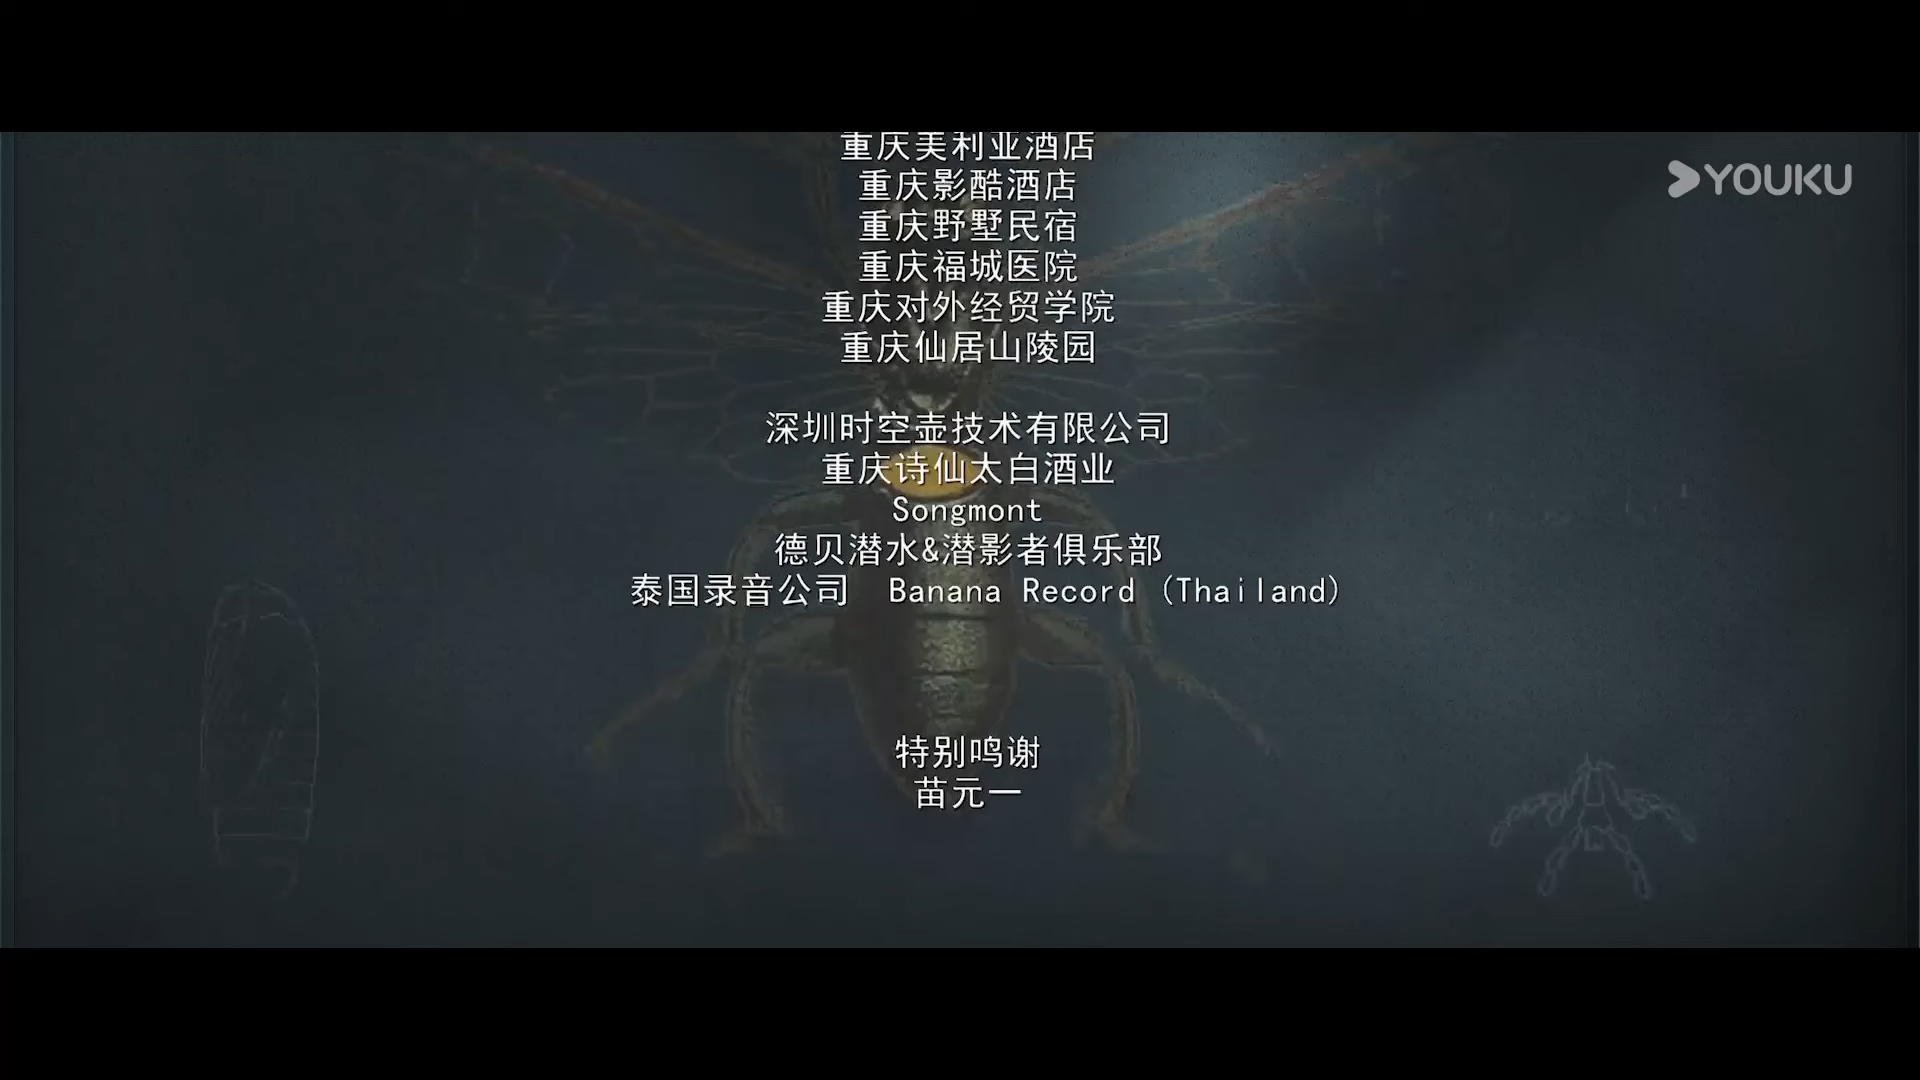 重庆美利亚酒店
YOUKU
重庆影酷酒店
重庆野墅民宿
重庆福城医院
重庆对外经贸学院
重庆仙居山陵园
深圳时空壶技术有限公司
重庆诗仙太白酒业
Songmont
德贝潜水&潜影者俱乐部
泰国录音公司 Banana Record (Thailand)
特别鸣谢
苗元一